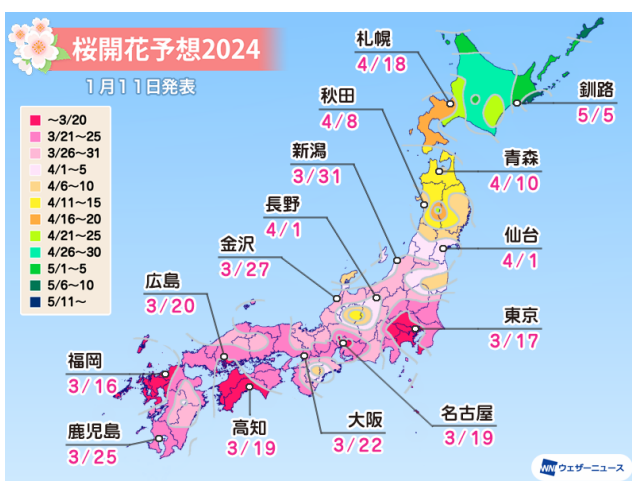 桜開花予想2024
1月11日発表
～3/20
3/21～25
3/26～31
4/1～5
4/6～10
4/11～15
4/16～20
4/21～25
4/26～30
5/1～5
5/6～10
5/11～
札幌
4/18
釧路
5/5
秋田
4/8
青森
4/10
新潟
3/31
長野
4/1
仙台
4/1
金沢
3/27
広島
3/20
東京
3/17
福岡
3/16
名古屋
3/19
大阪
3/22
高知
3/19
鹿児島
3/25
WNI ウェザーニュース